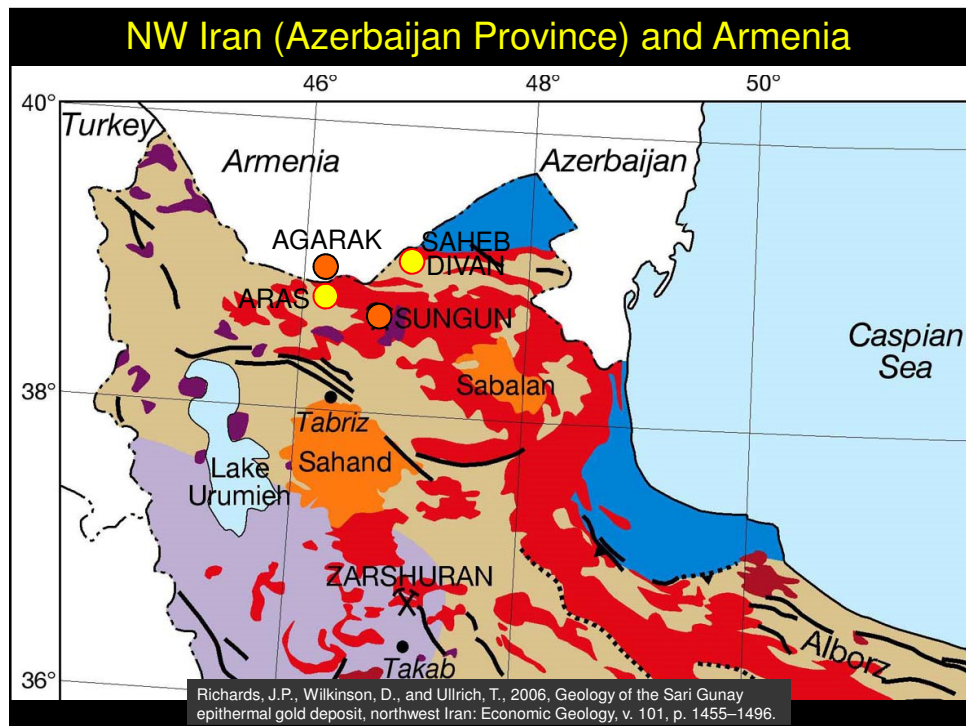 NW Iran (Azerbaijan Province) and Armenia
46°
48°
50°
40°
Turkey
Armenia
Azerbaijan
AGARAK
SAHEB
DIVAN
ARAS
SUNGUN
Caspian
Sea
38°
Sabalan
Tabriz
Sahand
Lake
Urumieh
ZARSHURAN
Takab
Alborz
36°
Richards, J.P., Wilkinson, D., and Ullrich, T., 2006, Geology of the Sari Gunay
epithermal gold deposit, northwest Iran: Economic Geology, v. 101, p. 1455–1496.